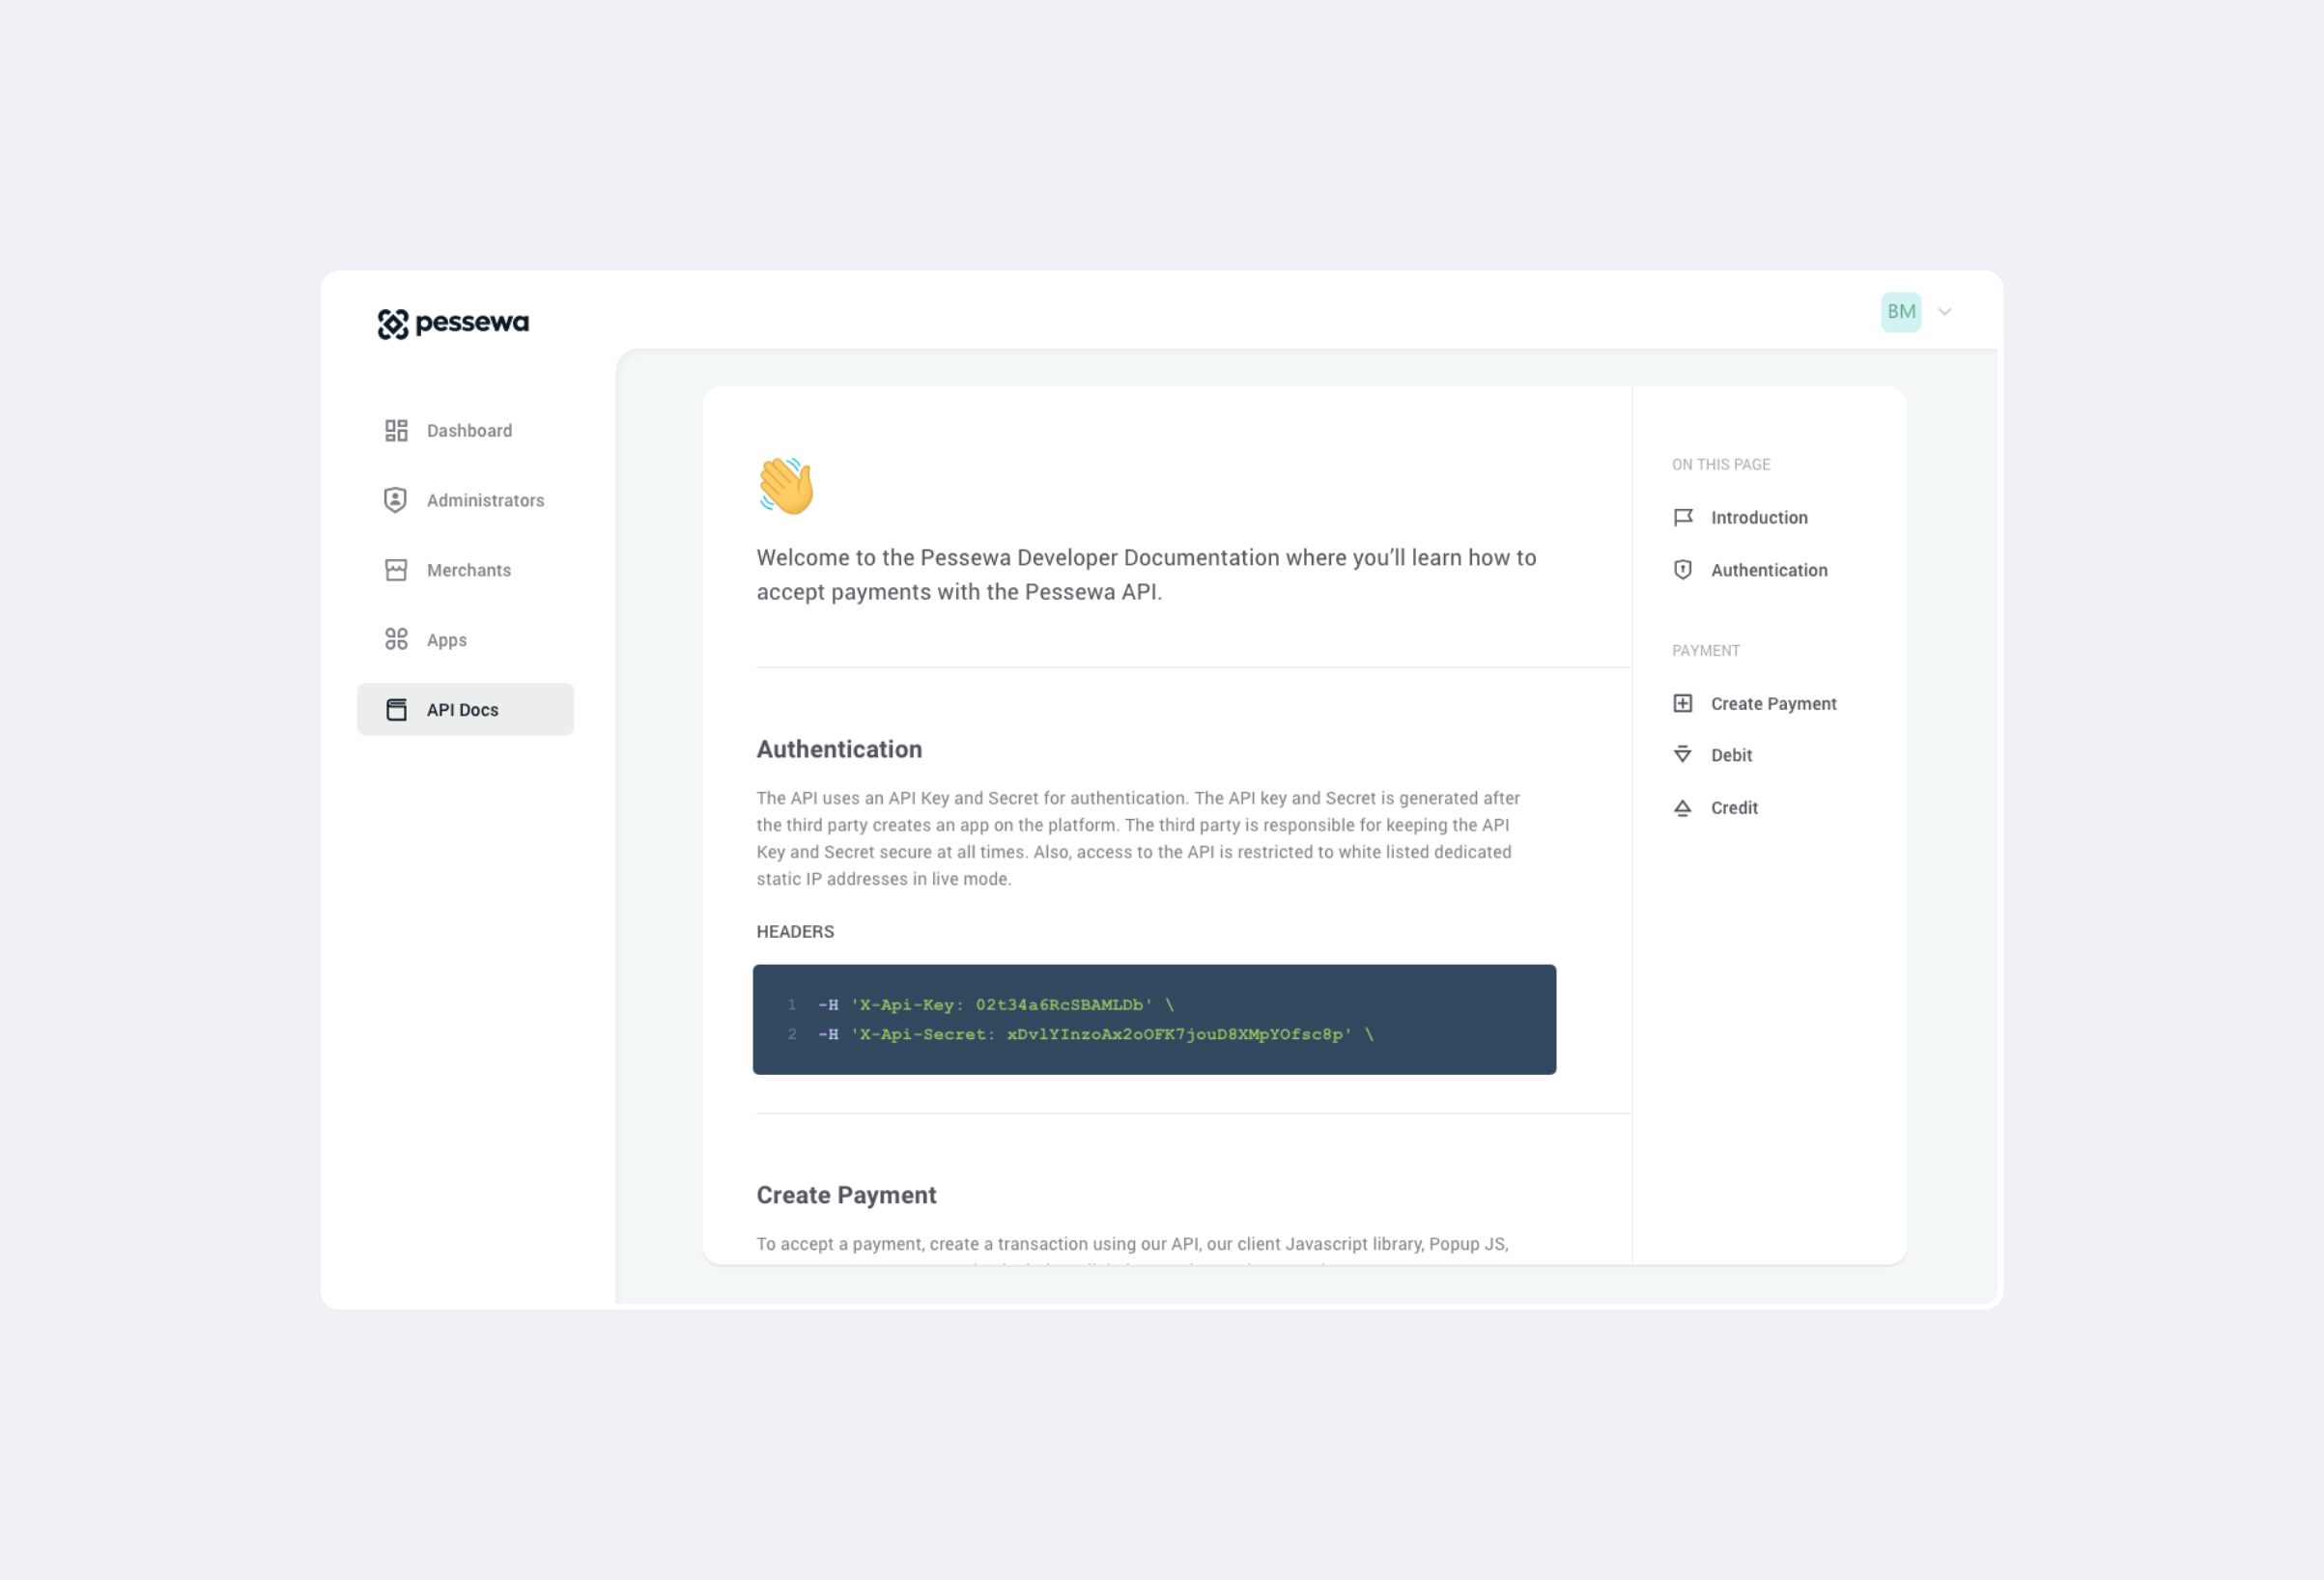 pessewa
BM
Dashboard
Administrators
Merchants
Apps
API Docs
Welcome to the Pessewa Developer Documentation where you’ll learn how to
accept payments with the Pessewa API.
Authentication
The API uses an API Key and Secret for authentication. The API key and Secret is generated after
the third party creates an app on the platform. The third party is responsible for keeping the API
Key and Secret secure at all times. Also, access to the API is restricted to white listed dedicated
static IP addresses in live mode.
HEADERS
1 -H 'X-Api-Key: 02t34a6RcSBAMLDb' \
2 -H 'X-Api-Secret: xDvlYInzoAx2oOFK7jouD8XMpYOfsc8p' \
Create Payment
To accept a payment, create a transaction using our API, our client Javascript library, Popup JS,
ON THIS PAGE
Introduction
Authentication
PAYMENT
Create Payment
Debit
Credit